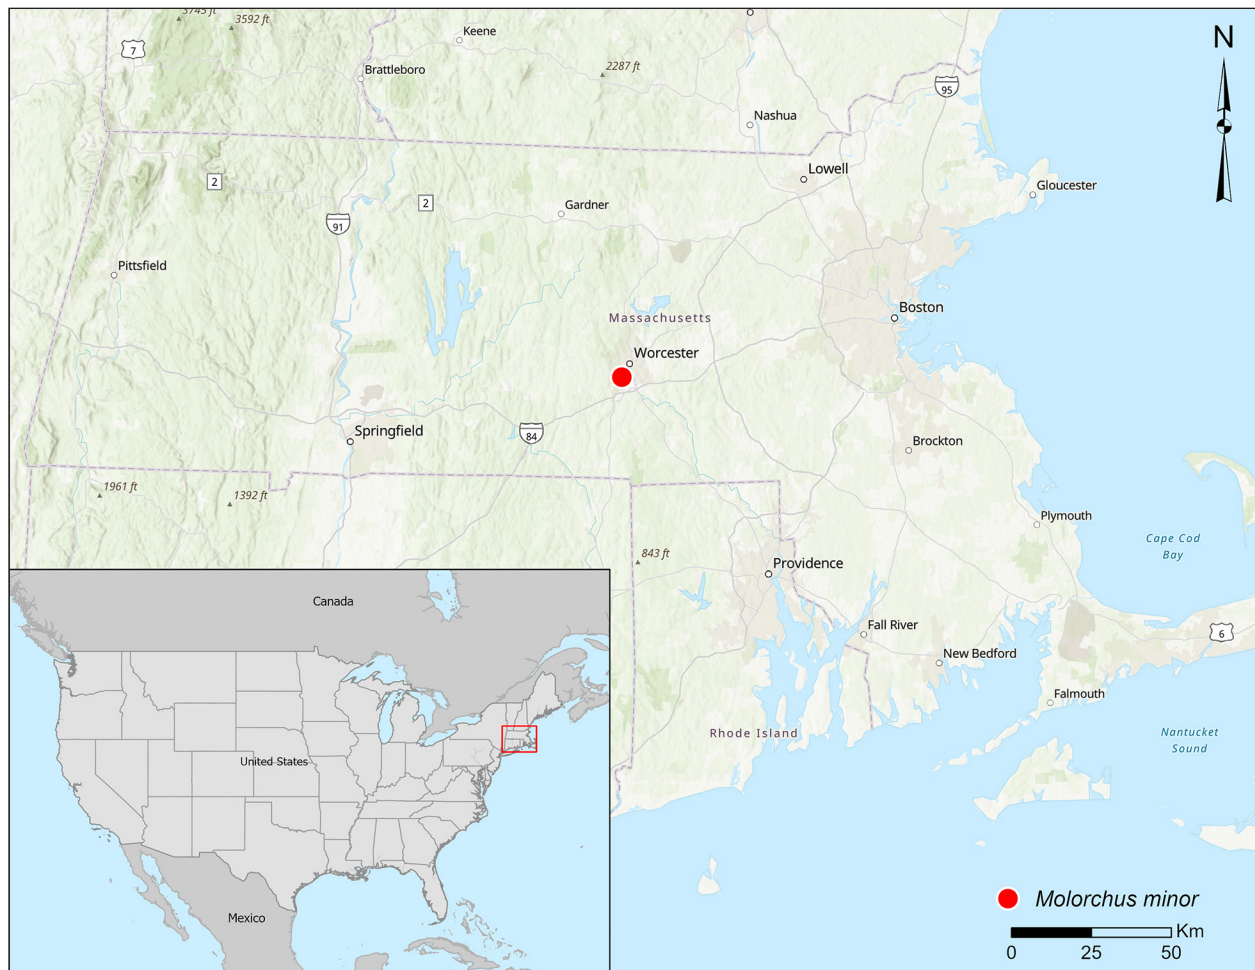 3745 ft
3592 ft
7
Keene
Brattleboro
2287 ft
95
N
Nashua
Lowell
2
2
Gardner
Gloucester
91
Pittsfield
Boston
Massachusetts
Worcester
Springfield
84
Brockton
1961 ft
1392 ft
Plymouth
Cape Cod
Bay
843 ft
Providence
Fall River
6
New Bedford
Falmouth
Rhode Island
Nantucket
Sound
Canada
United States
Mexico
Molorchus minor
Km
0 25 50